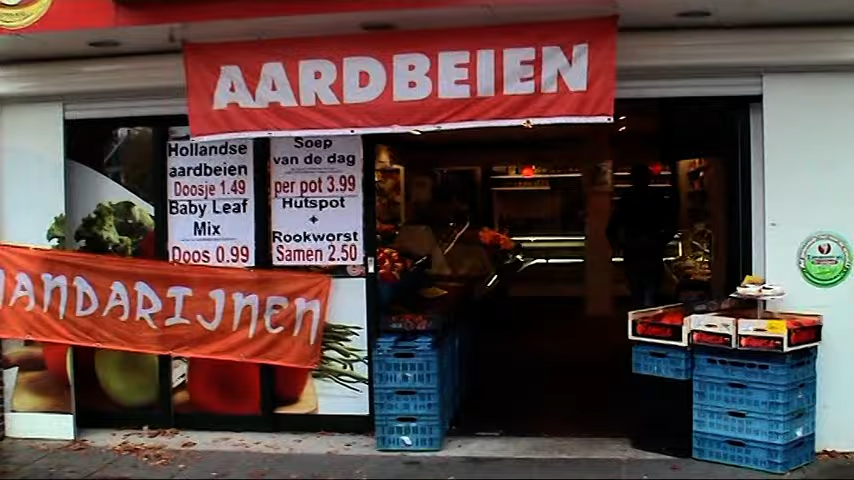 AARDBEIEN
Hollandse
aardbeien
Doosje 1.49
Baby Leaf
Mix
Doos 0.99
Soep
van de dag
per pot 3.99
Hutspot
+
Rookworst
Samen 2.50
MANDARIJNEN